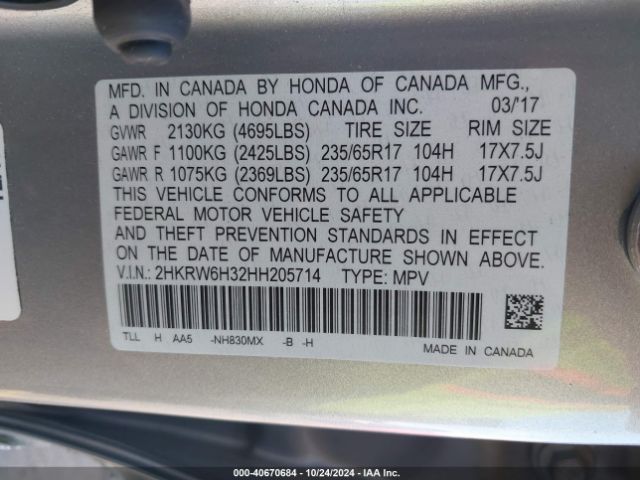 MFD. IN CANADA BY HONDA OF CANADA MFG.,
A DIVISION OF HONDA CANADA INC. 03/'17
GVWR 2130KG (4695LBS) TIRE SIZE RIM SIZE
GAWR F 1100KG (2425LBS) 235/65R17 104H 17X7.5J
GAWR R 1075KG (2369LBS) 235/65R17 104H 17X7.5J
THIS VEHICLE CONFORMS TO ALL APPLICABLE
FEDERAL MOTOR VEHICLE SAFETY
AND THEFT PREVENTION STANDARDS IN EFFECT
ON THE DATE OF MANUFACTURE SHOWN ABOVE.
V.I.N.: 2HKRW6H32HH205714 TYPE: MPV
TLL H AA5 -NH830MX -B -H
MADE IN CANADA
000-40670684 | 10/24/2024 | IAA Inc.